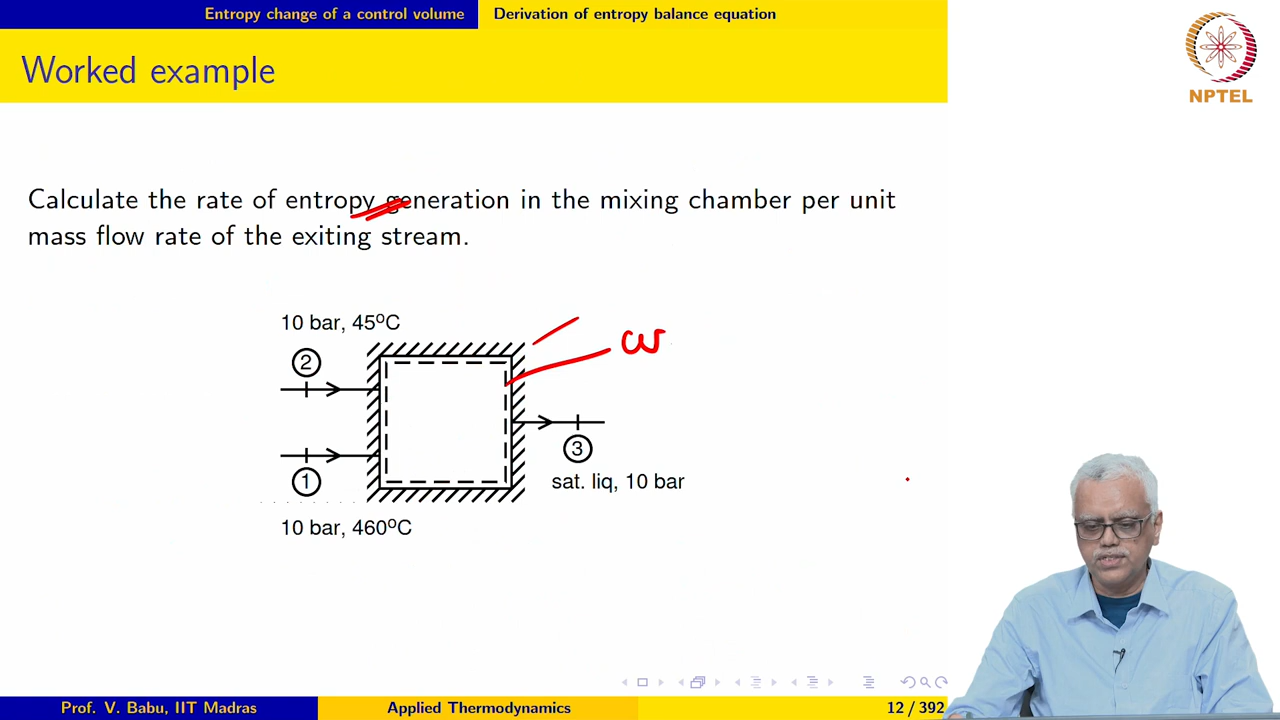 Entropy change of a control volume Derivation of entropy balance equation
Worked example
NPTEL
Calculate the rate of entropy generation in the mixing chamber per unit
mass flow rate of the exiting stream.
10 bar, 45°C
2
3
1
sat. liq, 10 bar
10 bar, 460°C
Prof. V. Babu, IIT Madras Applied Thermodynamics 12 / 392